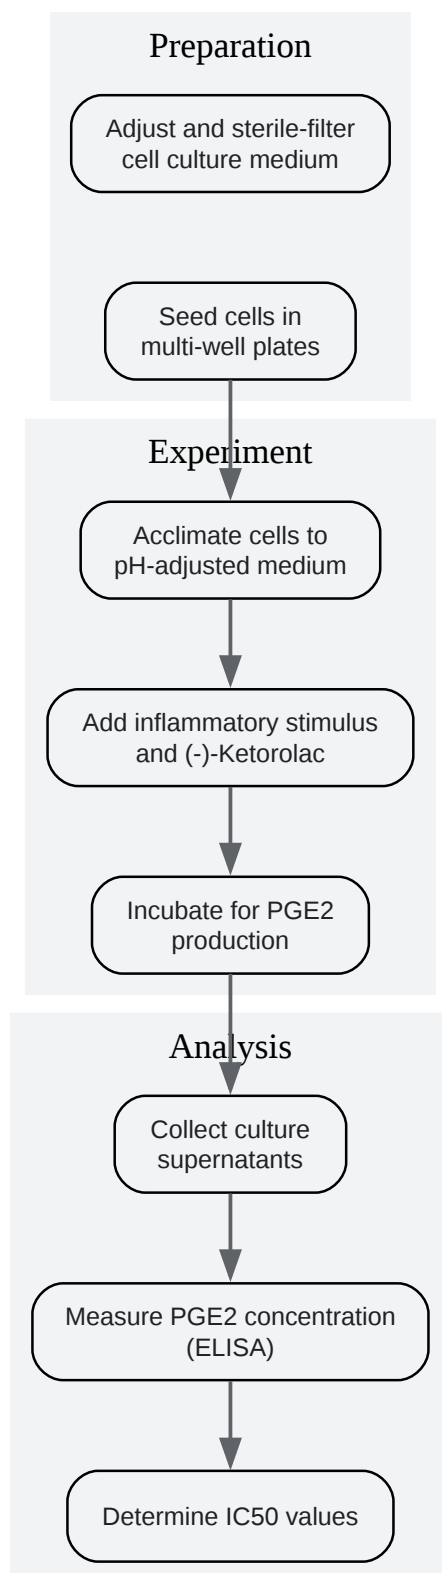 Preparation
Adjust and sterile-filter
cell culture medium
Seed cells in
multi-well plates
Experiment
Acclimate cells to
pH-adjusted medium
Add inflammatory stimulus
and (-)-Ketorolac
Incubate for PGE2
production
Analysis
Collect culture
supernatants
Measure PGE2 concentration
(ELISA)
Determine IC50 values